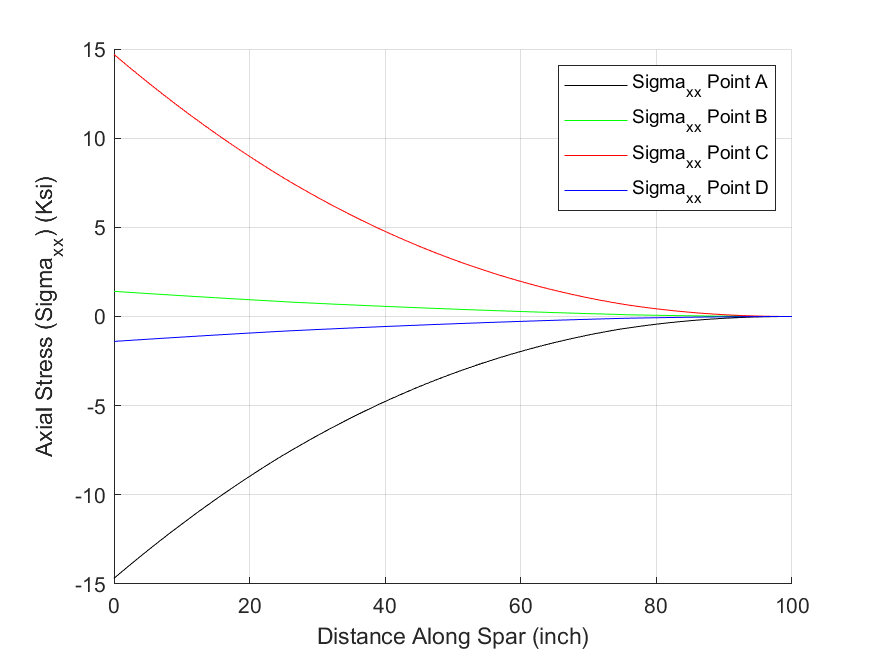 15
10
5
0
-5
-10
-15
0 20 40 60 80 100
Axial Stress (Sigma_xx) (Ksi)
Distance Along Spar (inch)
Sigma_xx Point A
Sigma_xx Point B
Sigma_xx Point C
Sigma_xx Point D